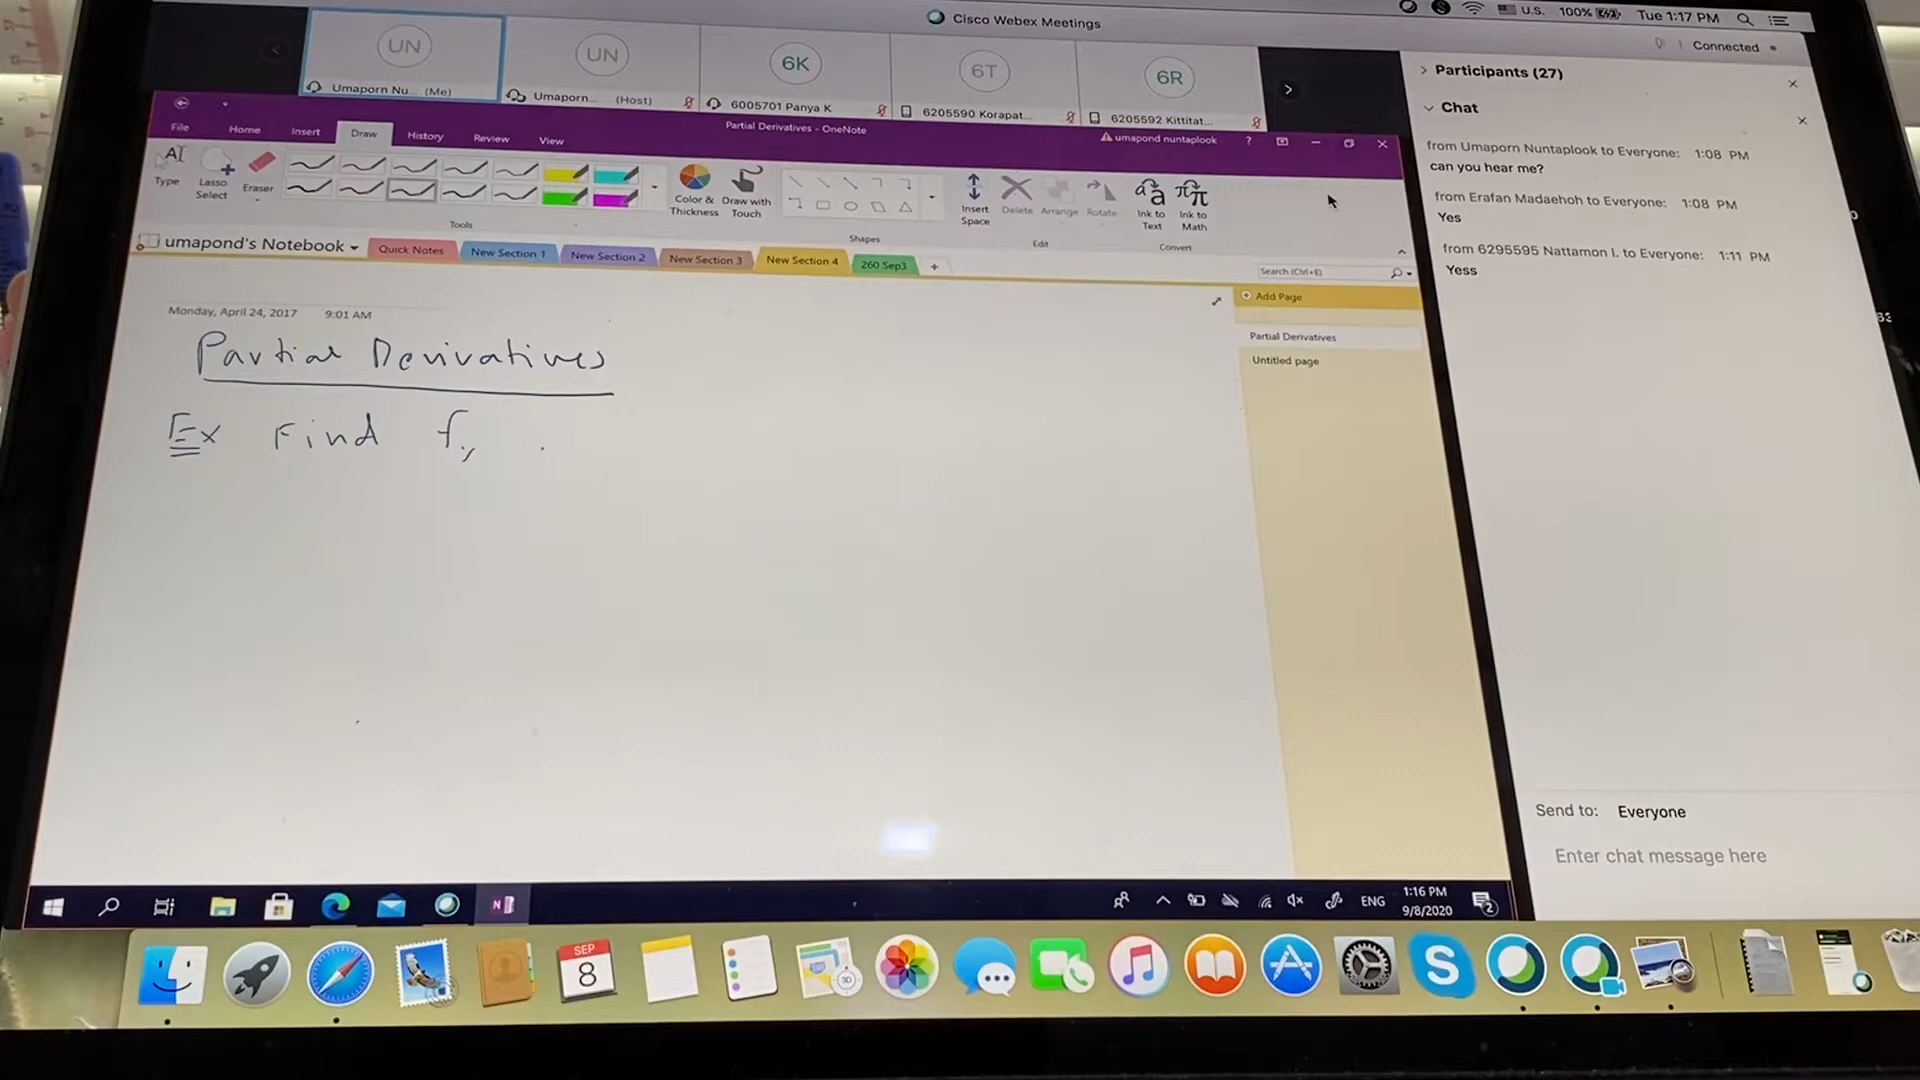 Cisco Webex Meetings
U.S. 100% Tue 1:17 PM
Connected
UN
UN
6K
6T
6R
Umaporn Nu... (Me)
Umaporn... (Host)
6005701 Panya K
6205590 Korapat...
6205592 Kittitat...
Partial Derivatives - OneNote
umapond nuntaplook
?
File Home Insert Draw History Review View
Type
Lasso Select
Eraser
Color & Thickness
Draw with Touch
Insert Space
Delete
Arrange
Rotate
Ink to Text
Ink to Math
Tools
Shapes
Edit
Convert
umapond's Notebook
Quick Notes
New Section 1
New Section 2
New Section 3
New Section 4
260 Sep3
+
Search (Ctrl+E)
Monday, April 24, 2017 9:01 AM
Partial Derivatives
Ex Find f
Add Page
Partial Derivatives
Untitled page
Participants (27)
Chat
from Umaporn Nuntaplook to Everyone: 1:08 PM
can you hear me?
from Erafan Madaehoh to Everyone: 1:08 PM
Yes
from 6295595 Nattamon I. to Everyone: 1:11 PM
Yess
Send to: Everyone
Enter chat message here
ENG
1:16 PM
9/8/2020
2
SEP
8